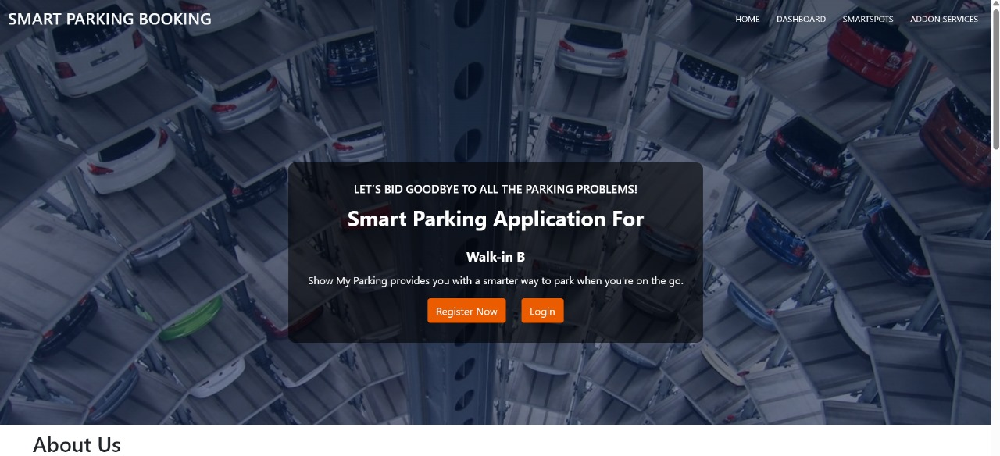 SMART PARKING BOOKING
HOME DASHBOARD SMARTSPOTS ADDON SERVICES
LET’S BID GOODBYE TO ALL THE PARKING PROBLEMS!
Smart Parking Application For
Walk-in B
Show My Parking provides you with a smarter way to park when you're on the go.
Register Now Login
About Us